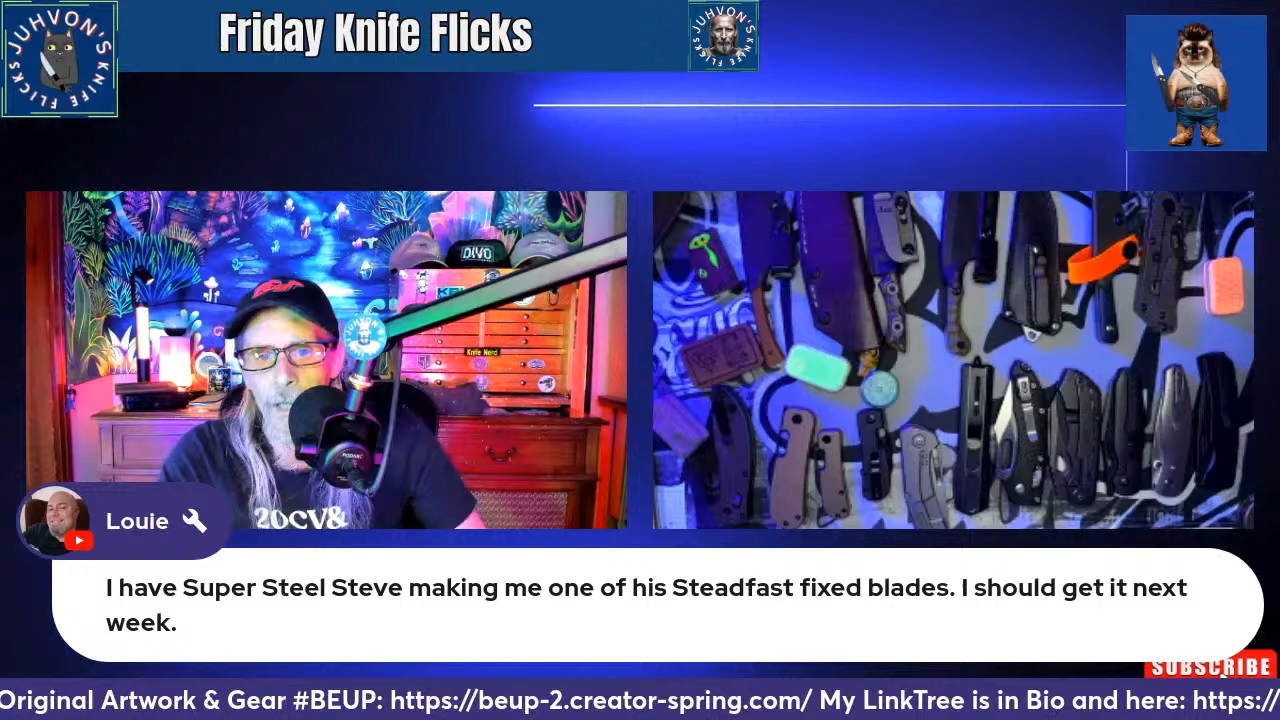 JUHVON'S KNIFE FLICKS
Friday Knife Flicks
JUHVON'S KNIFE FLICKS
DIVO
Knife Nerd
20CV&
Louie
I have Super Steel Steve making me one of his Steadfast fixed blades. I should get it next
week.
SUBSCRIBE
Original Artwork & Gear #BEUP: https://beup-2.creator-spring.com/ My LinkTree is in Bio and here: https://